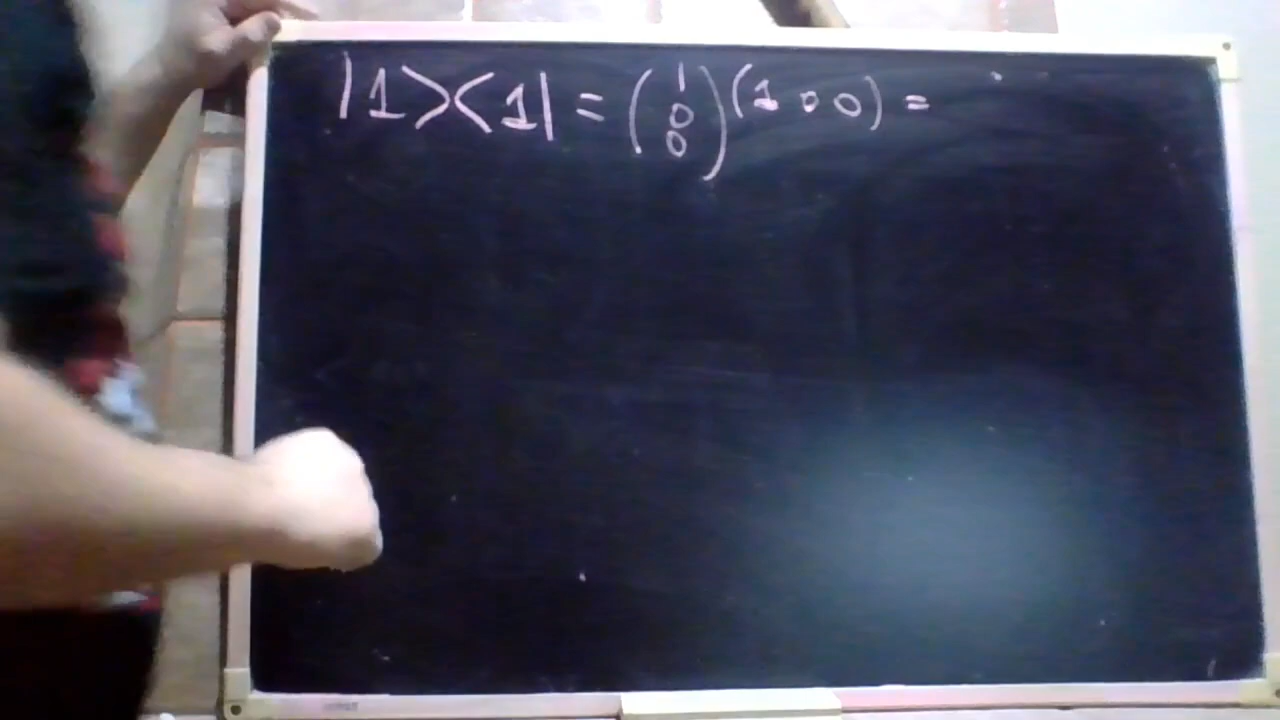 |1><1| = (1 0 0) (1 0 0) =